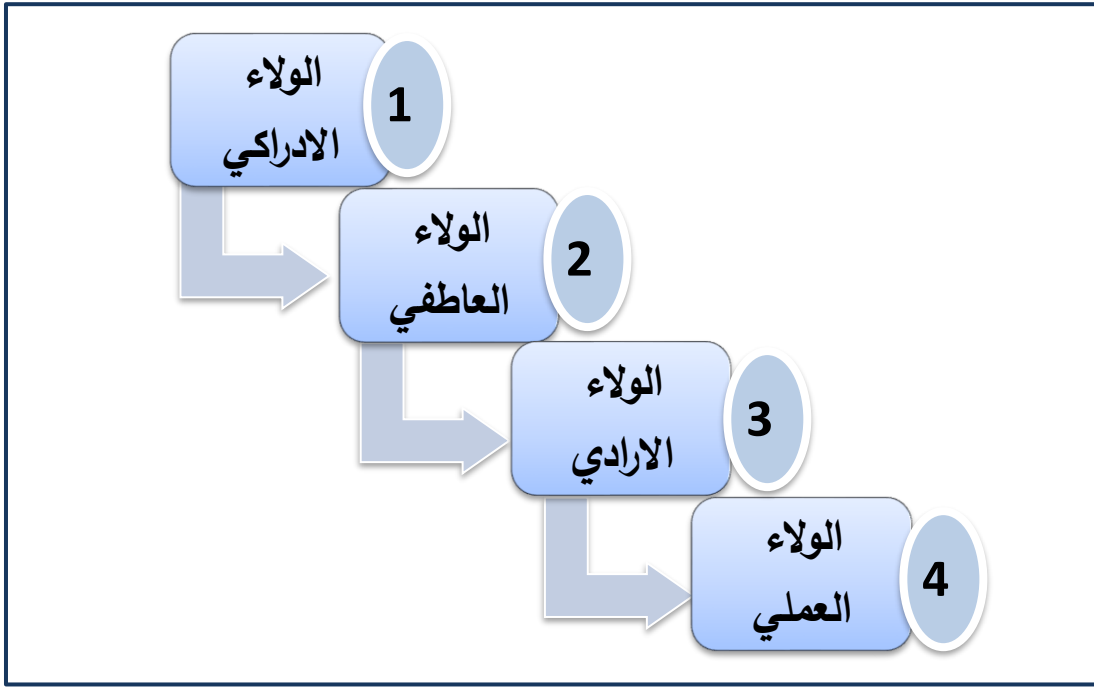 الولاء
الادراكي
1
الولاء
العاطفي
2
الولاء
الارادي
3
الولاء
العملي
4